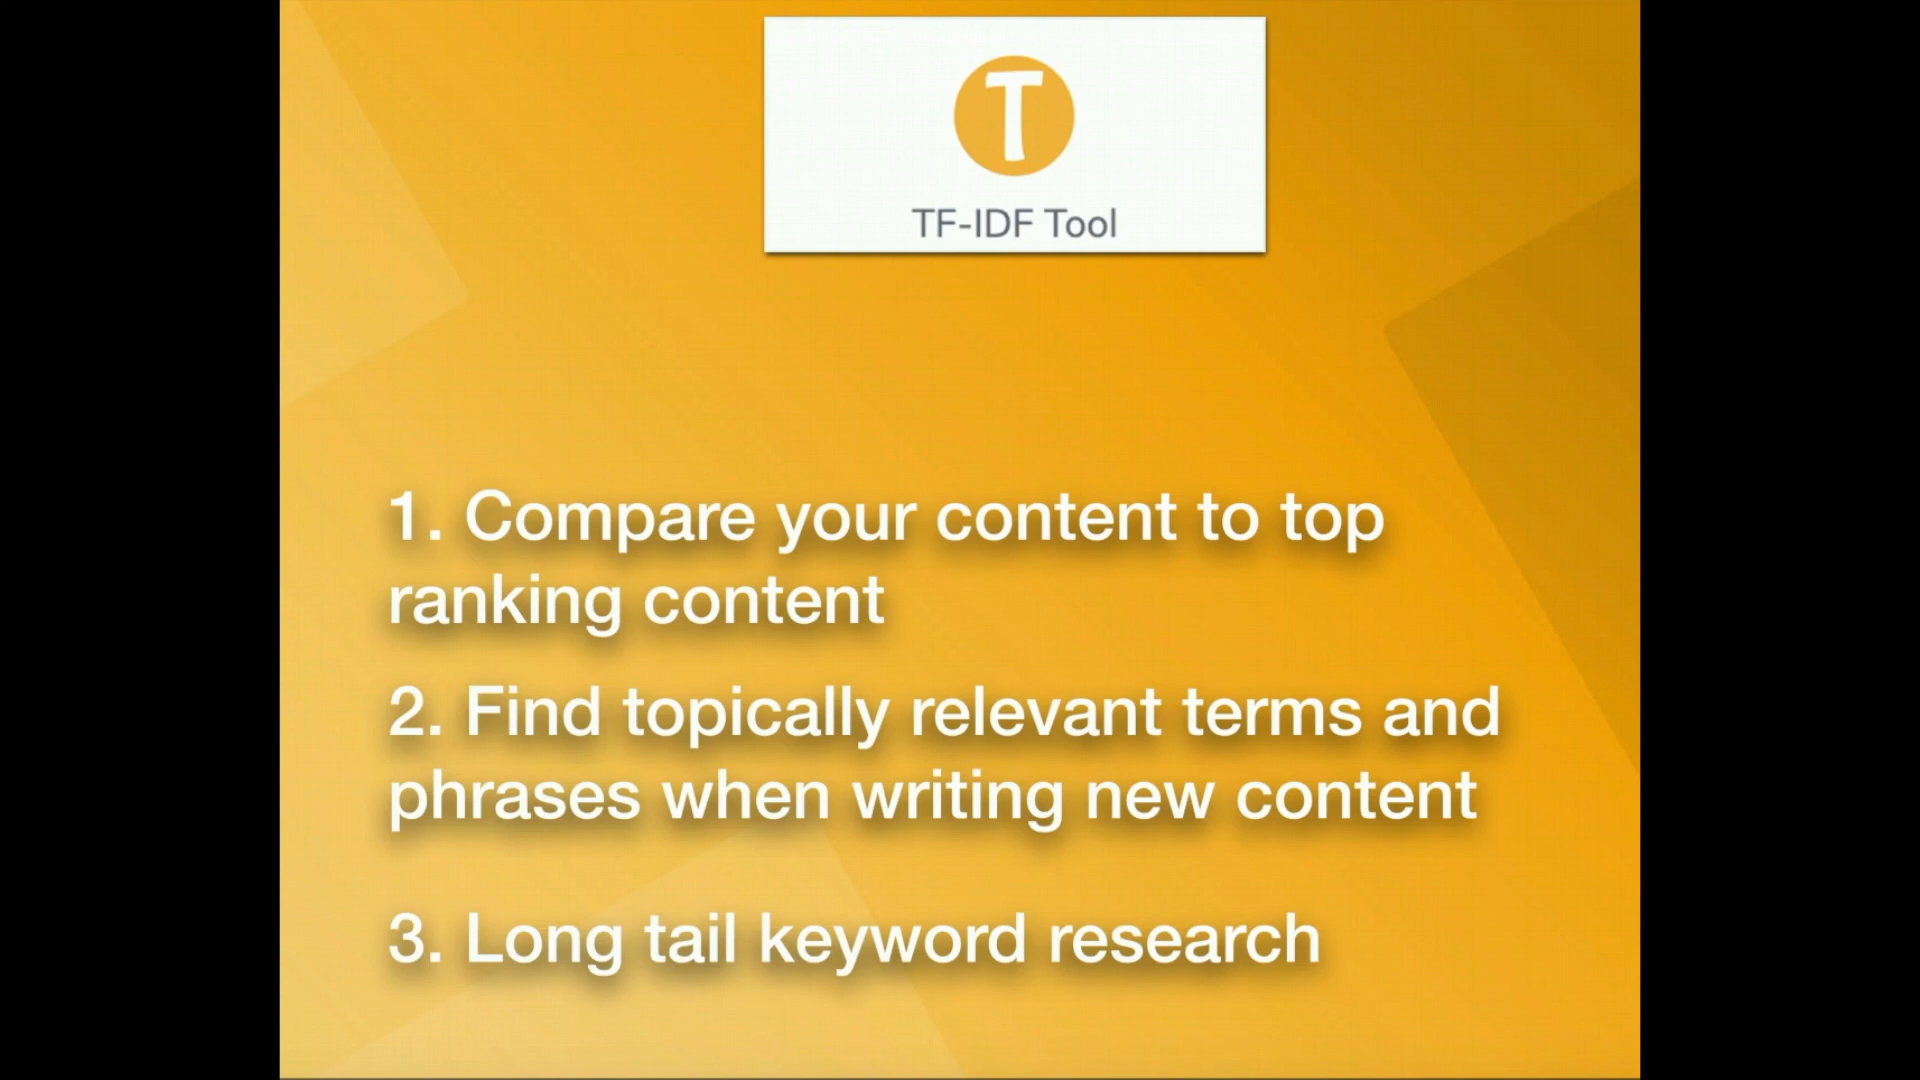 T
TF-IDF Tool
1. Compare your content to top
ranking content
2. Find topically relevant terms and
phrases when writing new content
3. Long tail keyword research